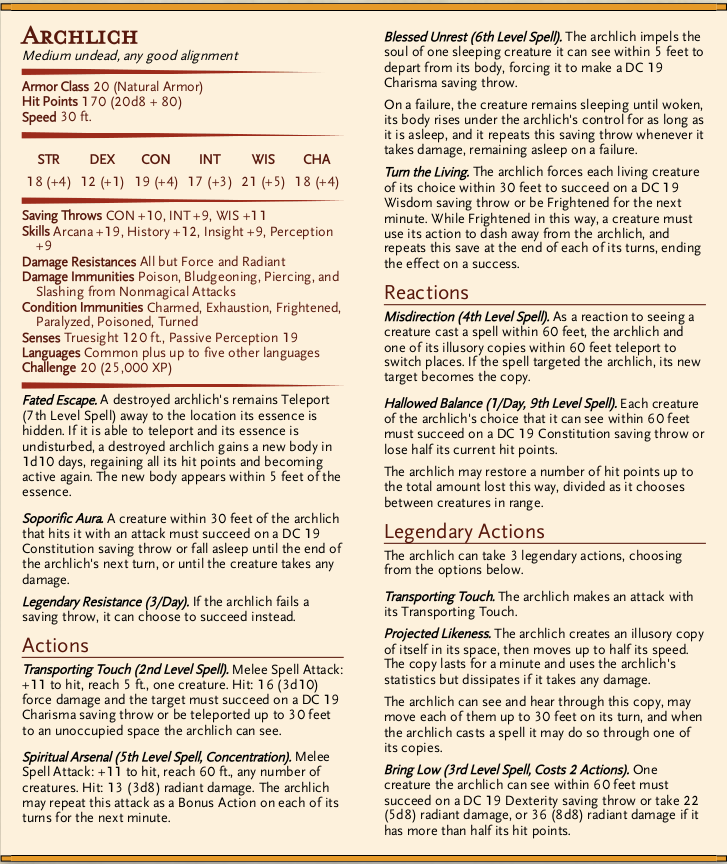 Archlich
Medium undead, any good alignment
Armor Class 20 (Natural Armor)
Hit Points 170 (20d8 + 80)
Speed 30 ft.
STR DEX CON INT WIS CHA
18 (+4) 12 (+1) 19 (+4) 17 (+3) 21 (+5) 18 (+4)
Saving Throws CON +10, INT +9, WIS +11
Skills Arcana +19, History +12, Insight +9, Perception
+9
Damage Resistances All but Force and Radiant
Damage Immunities Poison, Bludgeoning, Piercing, and
Slashing from Nonmagical Attacks
Condition Immunities Charmed, Exhaustion, Frightened,
Paralyzed, Poisoned, Turned
Senses Truesight 120 ft., Passive Perception 19
Languages Common plus up to five other languages
Challenge 20 (25,000 XP)
Fated Escape. A destroyed archlich's remains Teleport
(7th Level Spell) away to the location its essence is
hidden. If it is able to teleport and its essence is
undisturbed, a destroyed archlich gains a new body in
1d10 days, regaining all its hit points and becoming
active again. The new body appears within 5 feet of the
essence.
Soporific Aura. A creature within 30 feet of the archlich
that hits it with an attack must succeed on a DC 19
Constitution saving throw or fall asleep until the end of
the archlich's next turn, or until the creature takes any
damage.
Legendary Resistance (3/Day). If the archlich fails a
saving throw, it can choose to succeed instead.
Actions
Transporting Touch (2nd Level Spell). Melee Spell Attack:
+11 to hit, reach 5 ft., one creature. Hit: 16 (3d10)
force damage and the target must succeed on a DC 19
Charisma saving throw or be teleported up to 30 feet
to an unoccupied space the archlich can see.
Spiritual Arsenal (5th Level Spell, Concentration). Melee
Spell Attack: +11 to hit, reach 60 ft., any number of
creatures. Hit: 13 (3d8) radiant damage. The archlich
may repeat this attack as a Bonus Action on each of its
turns for the next minute.
Blessed Unrest (6th Level Spell). The archlich impels the
soul of one sleeping creature it can see within 5 feet to
depart from its body, forcing it to make a DC 19
Charisma saving throw.
On a failure, the creature remains sleeping until woken,
its body rises under the archlich's control for as long as
it is asleep, and it repeats this saving throw whenever it
takes damage, remaining asleep on a failure.
Turn the Living. The archlich forces each living creature
of its choice within 30 feet to succeed on a DC 19
Wisdom saving throw or be Frightened for the next
minute. While Frightened in this way, a creature must
use its action to dash away from the archlich, and
repeats this save at the end of each of its turns, ending
the effect on a success.
Reactions
Misdirection (4th Level Spell). As a reaction to seeing a
creature cast a spell within 60 feet, the archlich and
one of its illusory copies within 60 feet teleport to
switch places. If the spell targeted the archlich, its new
target becomes the copy.
Hallowed Balance (1/Day, 9th Level Spell). Each creature
of the archlich's choice that it can see within 60 feet
must succeed on a DC 19 Constitution saving throw or
lose half its current hit points.
The archlich may restore a number of hit points up to
the total amount lost this way, divided as it chooses
between creatures in range.
Legendary Actions
The archlich can take 3 legendary actions, choosing
from the options below.
Transporting Touch. The archlich makes an attack with
its Transporting Touch.
Projected Likeness. The archlich creates an illusory copy
of itself in its space, then moves up to half its speed.
The copy lasts for a minute and uses the archlich's
statistics but dissipates if it takes any damage.
The archlich can see and hear through this copy, may
move each of them up to 30 feet on its turn, and when
the archlich casts a spell it may do so through one of
its copies.
Bring Low (3rd Level Spell, Costs 2 Actions). One
creature the archlich can see within 60 feet must
succeed on a DC 19 Dexterity saving throw or take 22
(5d8) radiant damage, or 36 (8d8) radiant damage if it
has more than half its hit points.